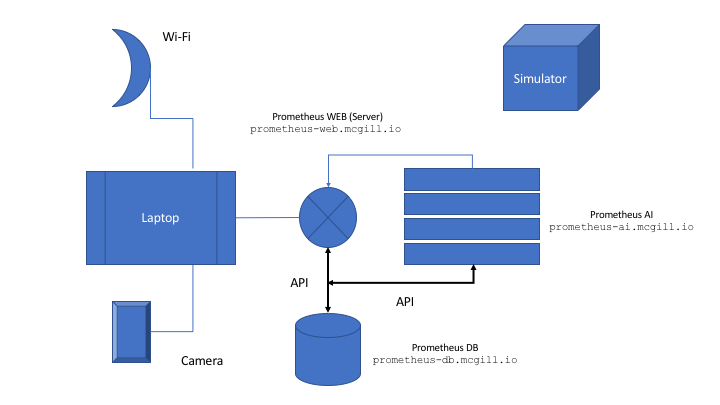 Wi-Fi
Simulator
Prometheus WEB (Server)
prometheus-web.mcgill.io
Laptop
Prometheus AI
prometheus-ai.mcgill.io
API
API
Prometheus DB
prometheus-db.mcgill.io
Camera